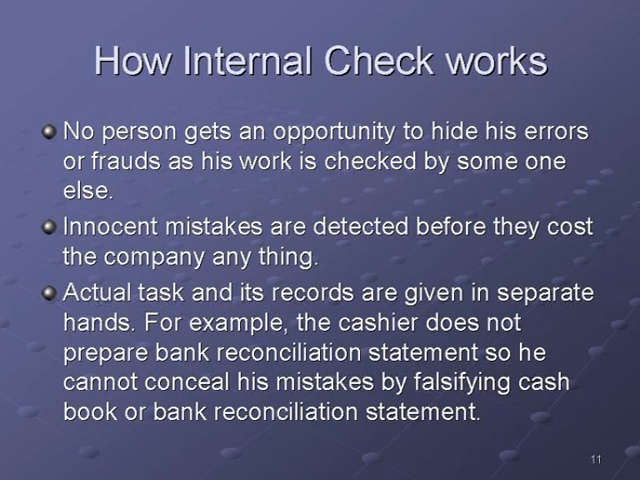 How Internal Check works
No person gets an opportunity to hide his errors
or frauds as his work is checked by some one
else.
Innocent mistakes are detected before they cost
the company any thing.
Actual task and its records are given in separate
hands. For example, the cashier does not
prepare bank reconciliation statement so he
cannot conceal his mistakes by falsifying cash
book or bank reconciliation statement.
11